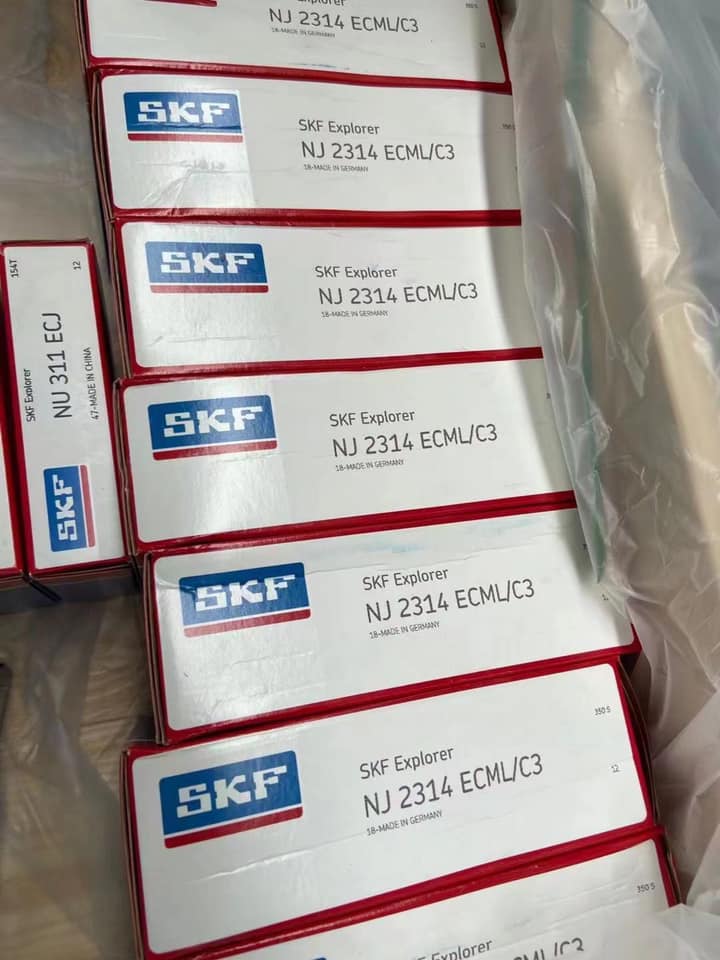 NJ 2314 ECML/C3
18-MADE IN GERMANY
12
SKF
SKF Explorer
NJ 2314 ECML/C3
18-MADE IN GERMANY
SKF
SKF Explorer
NJ 2314 ECML/C3
18-MADE IN GERMANY
154T
12
SKF Explorer
NU 311 ECJ
47-MADE IN CHINA
SKF
SKF
SKF Explorer
NJ 2314 ECML/C3
18-MADE IN GERMANY
SKF
SKF Explorer
NJ 2314 ECML/C3
18-MADE IN GERMANY
SKF
SKF Explorer
NJ 2314 ECML/C3
18-MADE IN GERMANY
350 S
12
350 S
Explorer